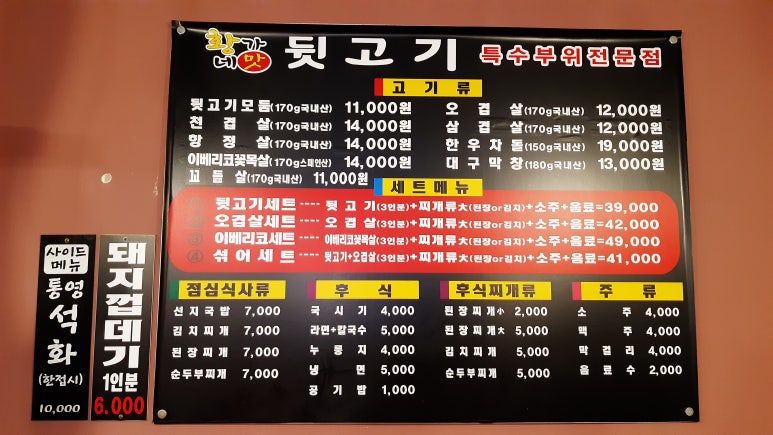 황가네맛 뒷고기 특수부위전문점
고기류
뒷고기모둠(170g국내산) 11,000원 오겹살(170g국내산) 12,000원
천겹살(170g국내산) 14,000원 삼겹살(170g국내산) 12,000원
항정살(170g국내산) 14,000원 한우차돌(150g국내산) 19,000원
이베리코꽃목살(170g스페인산) 14,000원 대구막창(180g국내산) 13,000원
꼬들살(170g국내산) 11,000원
세트메뉴
① 뒷고기세트 ---- 뒷고기(3인분)+찌개류大(된장or김치)+소주+음료=39,000
② 오겹살세트 ---- 오겹살(3인분)+찌개류大(된장or김치)+소주+음료=42,000
③ 이베리코세트 ---- 이베리코꽃목살(3인분)+찌개류大(된장or김치)+소주+음료=49,000
④ 섞어세트 ---- 뒷고기+오겹살(3인분)+찌개류大(된장or김치)+소주+음료=41,000
점심식사류
선지국밥 7,000
김치찌개 7,000
된장찌개 7,000
순두부찌개 7,000
후식
국시기 4,000
라면+칼국수 5,000
누룽지 4,000
냉면 5,000
공기밥 1,000
후식찌개류
된장찌개小 2,000
된장찌개大 5,000
김치찌개 5,000
순두부찌개 5,000
주류
소주 4,000
맥주 4,000
막걸리 4,000
음료수 2,000
사이드메뉴
통영석화
(한접시)
10,000
돼지껍데기
1인분
6.000